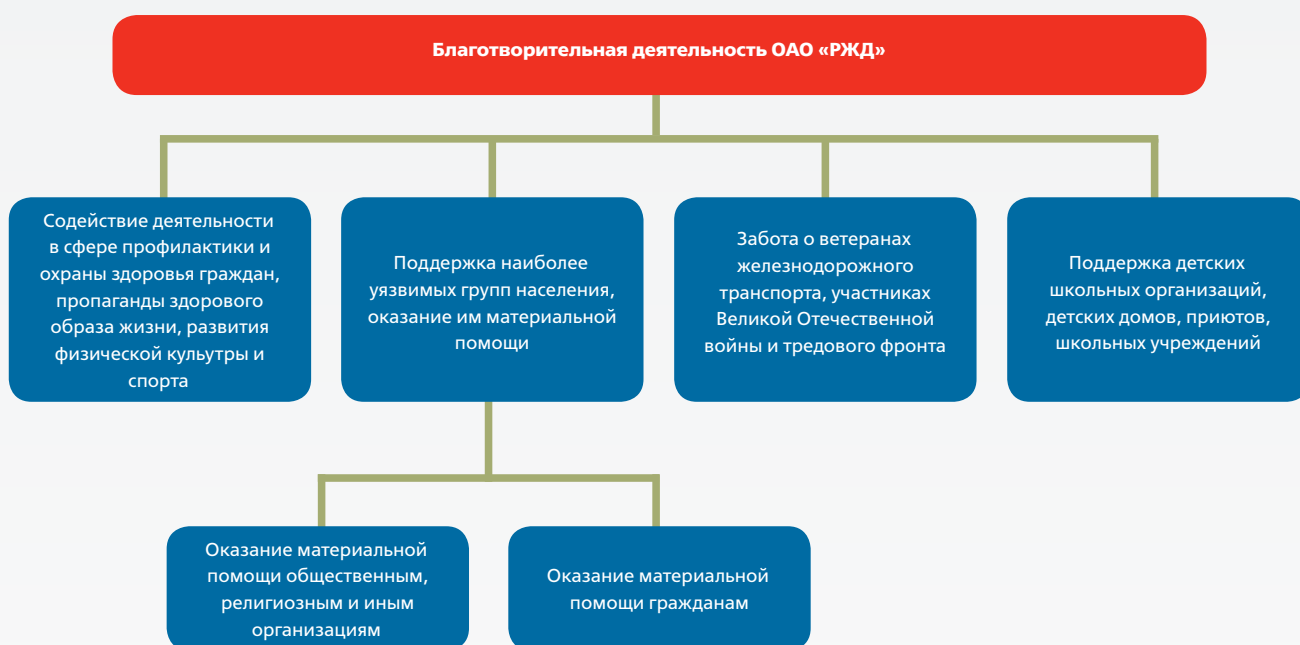 Благотворительная деятельность ОАО «РЖД»
Содействие деятельности
в сфере профилактики и
охраны здоровья граждан,
пропаганды здорового
образа жизни, развития
физической кульутры и
спорта
Поддержка наиболее
уязвимых групп населения,
оказание им материальной
помощи
Забота о ветеранах
железнодорожного
транспорта, участниках
Великой Отечественной
войны и тредового фронта
Поддержка детских
школьных организаций,
детских домов, приютов,
школьных учреждений
Оказание материальной
помощи общественным,
религиозным и иным
организациям
Оказание материальной
помощи гражданам